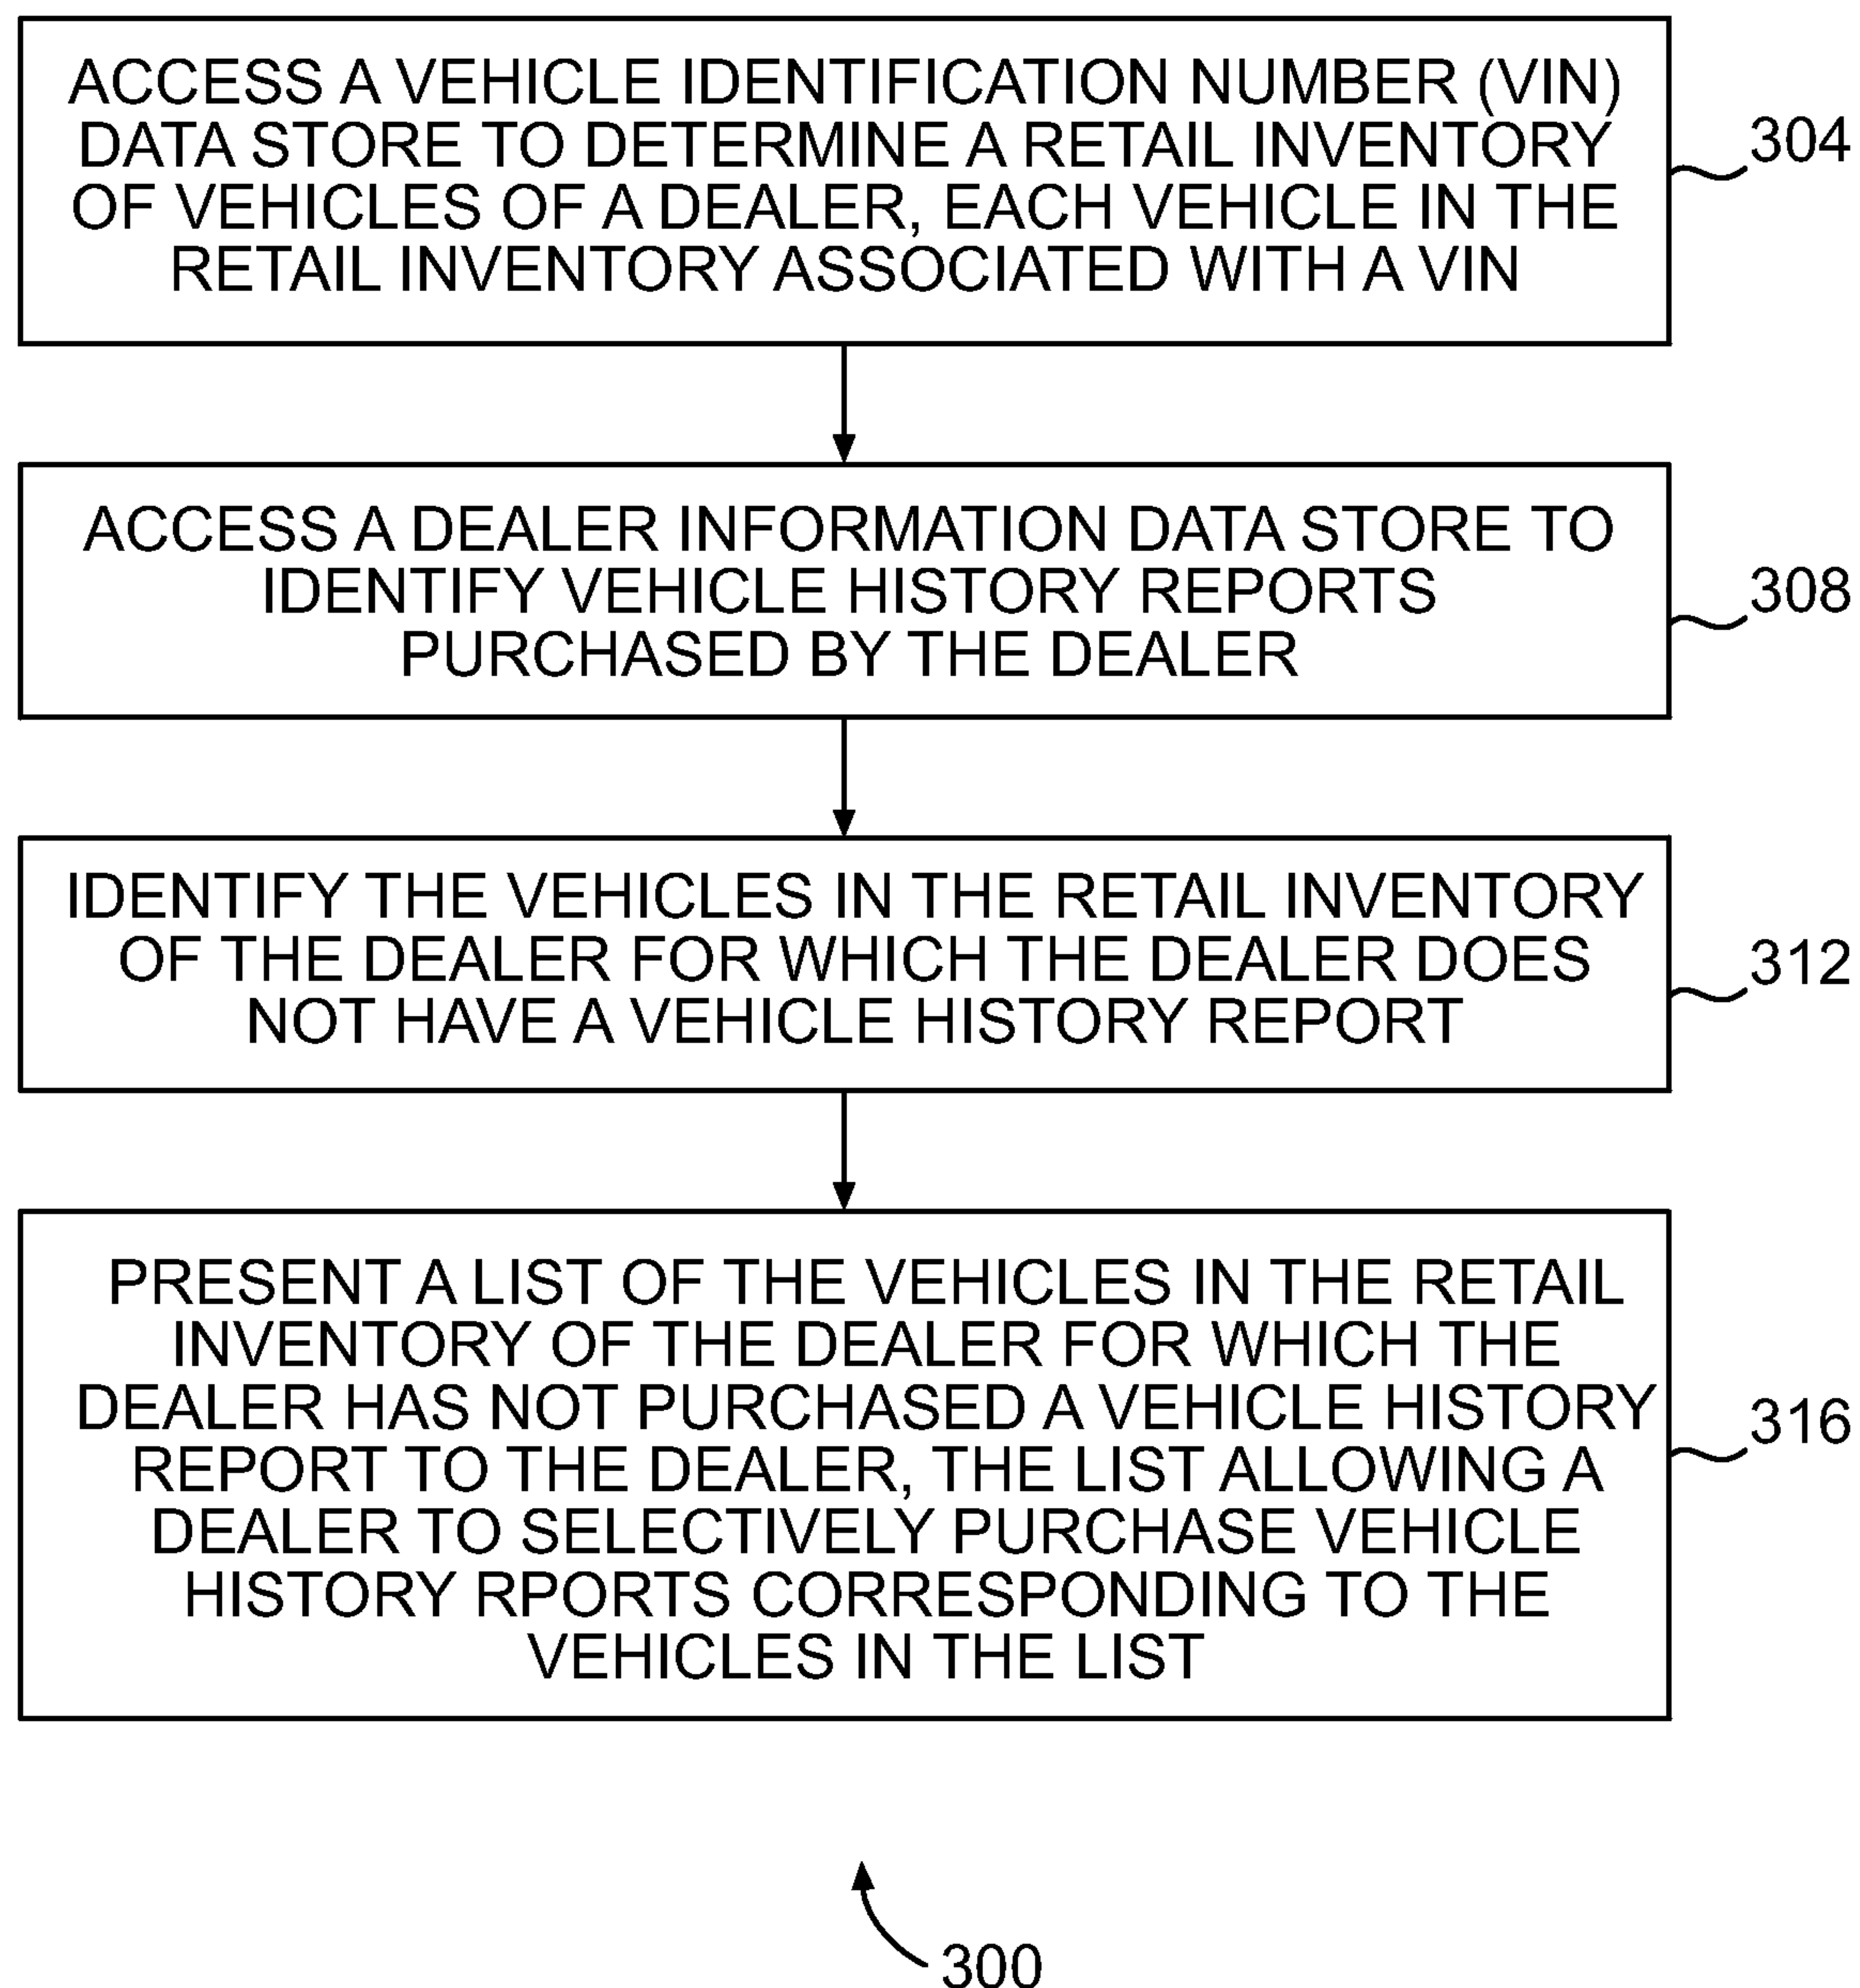 ACCESS A VEHICLE IDENTIFICATION NUMBER (VIN)
DATA STORE TO DETERMINE A RETAIL INVENTORY
OF VEHICLES OF A DEALER, EACH VEHICLE IN THE
RETAIL INVENTORY ASSOCIATED WITH A VIN
304
ACCESS A DEALER INFORMATION DATA STORE TO
IDENTIFY VEHICLE HISTORY REPORTS
PURCHASED BY THE DEALER
308
IDENTIFY THE VEHICLES IN THE RETAIL INVENTORY
OF THE DEALER FOR WHICH THE DEALER DOES
NOT HAVE A VEHICLE HISTORY REPORT
312
PRESENT A LIST OF THE VEHICLES IN THE RETAIL
INVENTORY OF THE DEALER FOR WHICH THE
DEALER HAS NOT PURCHASED A VEHICLE HISTORY
REPORT TO THE DEALER, THE LIST ALLOWING A
DEALER TO SELECTIVELY PURCHASE VEHICLE
HISTORY RPORTS CORRESPONDING TO THE
VEHICLES IN THE LIST
316
300